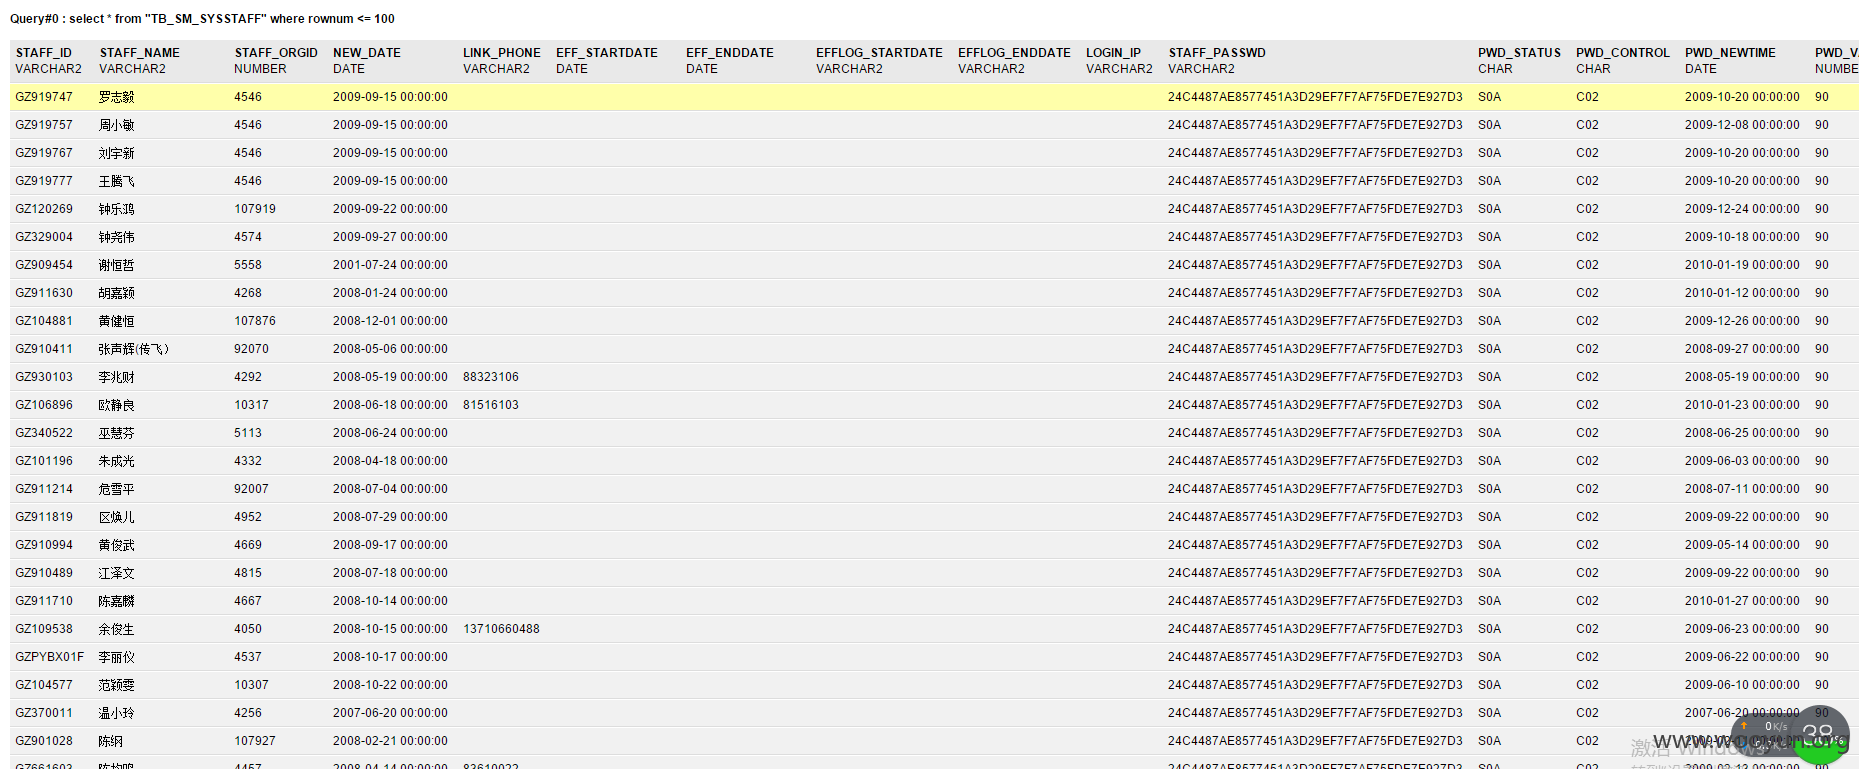 Query#0 : select * from "TB_SM_SYSSTAFF" where rownum <= 100
STAFF_ID STAFF_NAME STAFF_ORGID NEW_DATE LINK_PHONE EFF_STARTDATE EFF_ENDDATE EFFLOG_STARTDATE EFFLOG_ENDDATE LOGIN_IP STAFF_PASSWD PWD_STATUS PWD_CONTROL PWD_NEWTIME
VARCHAR2 VARCHAR2 NUMBER DATE VARCHAR2 DATE DATE VARCHAR2 VARCHAR2 VARCHAR2 VARCHAR2 CHAR CHAR DATE NUMBE
GZ919747 罗志毅 4546 2009-09-15 00:00:00 24C4487AE8577451A3D29EF7F7AF75FDE7E927D3 S0A C02 2009-10-20 00:00:00 90
GZ919757 周小敏 4546 2009-09-15 00:00:00 24C4487AE8577451A3D29EF7F7AF75FDE7E927D3 S0A C02 2009-12-08 00:00:00 90
GZ919767 刘宇新 4546 2009-09-15 00:00:00 24C4487AE8577451A3D29EF7F7AF75FDE7E927D3 S0A C02 2009-10-20 00:00:00 90
GZ919777 王腾飞 4546 2009-09-15 00:00:00 24C4487AE8577451A3D29EF7F7AF75FDE7E927D3 S0A C02 2009-10-20 00:00:00 90
GZ120269 钟乐鸿 107919 2009-09-22 00:00:00 24C4487AE8577451A3D29EF7F7AF75FDE7E927D3 S0A C02 2009-12-24 00:00:00 90
GZ329004 钟尧伟 4574 2009-09-27 00:00:00 24C4487AE8577451A3D29EF7F7AF75FDE7E927D3 S0A C02 2009-10-18 00:00:00 90
GZ909454 谢恒哲 5558 2001-07-24 00:00:00 24C4487AE8577451A3D29EF7F7AF75FDE7E927D3 S0A C02 2010-01-19 00:00:00 90
GZ911630 胡嘉颖 4268 2008-01-24 00:00:00 24C4487AE8577451A3D29EF7F7AF75FDE7E927D3 S0A C02 2010-01-12 00:00:00 90
GZ104881 黄健恒 107876 2008-12-01 00:00:00 24C4487AE8577451A3D29EF7F7AF75FDE7E927D3 S0A C02 2009-12-26 00:00:00 90
GZ910411 张声辉(传飞） 92070 2008-05-06 00:00:00 24C4487AE8577451A3D29EF7F7AF75FDE7E927D3 S0A C02 2008-09-27 00:00:00 90
GZ930103 李兆财 4292 2008-05-19 00:00:00 88323106 24C4487AE8577451A3D29EF7F7AF75FDE7E927D3 S0A C02 2008-05-19 00:00:00 90
GZ106896 欧静良 10317 2008-06-18 00:00:00 81516103 24C4487AE8577451A3D29EF7F7AF75FDE7E927D3 S0A C02 2010-01-23 00:00:00 90
GZ340522 巫慧芬 5113 2008-06-24 00:00:00 24C4487AE8577451A3D29EF7F7AF75FDE7E927D3 S0A C02 2008-06-25 00:00:00 90
GZ101196 朱成光 4332 2008-04-18 00:00:00 24C4487AE8577451A3D29EF7F7AF75FDE7E927D3 S0A C02 2009-06-03 00:00:00 90
GZ911214 危雪平 92007 2008-07-04 00:00:00 24C4487AE8577451A3D29EF7F7AF75FDE7E927D3 S0A C02 2008-07-11 00:00:00 90
GZ911819 区焕儿 4952 2008-07-29 00:00:00 24C4487AE8577451A3D29EF7F7AF75FDE7E927D3 S0A C02 2009-09-22 00:00:00 90
GZ910994 黄俊武 4669 2008-09-17 00:00:00 24C4487AE8577451A3D29EF7F7AF75FDE7E927D3 S0A C02 2009-05-14 00:00:00 90
GZ910489 江泽文 4815 2008-07-18 00:00:00 24C4487AE8577451A3D29EF7F7AF75FDE7E927D3 S0A C02 2009-09-22 00:00:00 90
GZ911710 陈嘉麟 4667 2008-10-14 00:00:00 24C4487AE8577451A3D29EF7F7AF75FDE7E927D3 S0A C02 2010-01-27 00:00:00 90
GZ109538 余俊生 4050 2008-10-15 00:00:00 13710660488 24C4487AE8577451A3D29EF7F7AF75FDE7E927D3 S0A C02 2009-06-23 00:00:00 90
GZPYBX01F 李丽仪 4537 2008-10-17 00:00:00 24C4487AE8577451A3D29EF7F7AF75FDE7E927D3 S0A C02 2009-06-22 00:00:00 90
GZ104577 范颖雯 10307 2008-10-22 00:00:00 24C4487AE8577451A3D29EF7F7AF75FDE7E927D3 S0A C02 2009-06-10 00:00:00 90
GZ370011 温小玲 4256 2007-06-20 00:00:00 24C4487AE8577451A3D29EF7F7AF75FDE7E927D3 S0A C02 2007-06-20 00:00:00 90
GZ901028 陈纲 107927 2008-02-21 00:00:00 24C4487AE8577451A3D29EF7F7AF75FDE7E927D3 S0A C02
GZ661603 4457 2008-04-14 00:00:00 83610022 24C4487AE8577451A3D29EF7F7AF75FDE7E927D3 S0A C02
0 K/s
激活 Windows